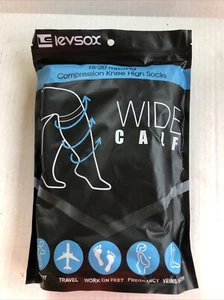 levsox
15-20 mmHg
Compression Knee High Socks
WIDE
CALF
TRAVEL
WORK ON FEET
PREGNANCY